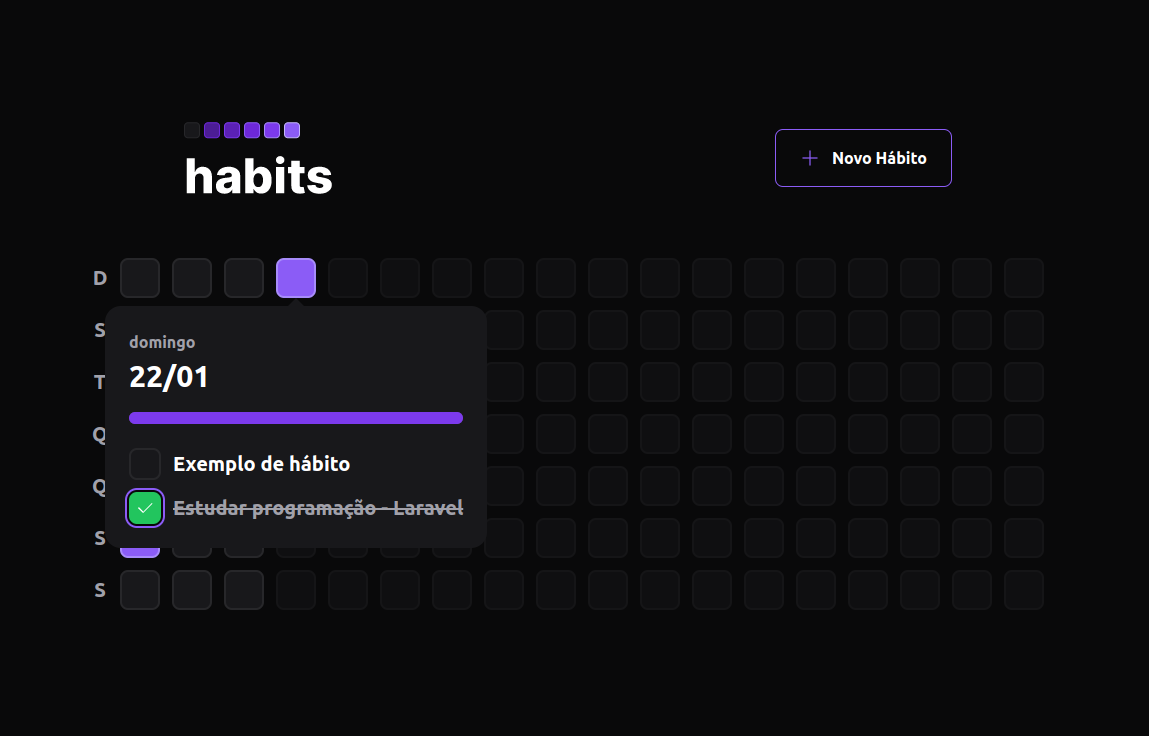 habits
Novo Hábito
D
S
domingo
T
22/01
Q
Exemplo de hábito
Q
Estudar programação - Laravel
S
S